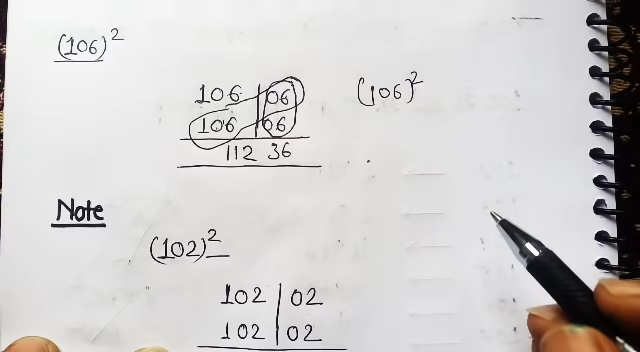 (106)²
106 | 06 (106)²
106 | 06
112 36
Note
(102)²
102 | 02
102 | 02